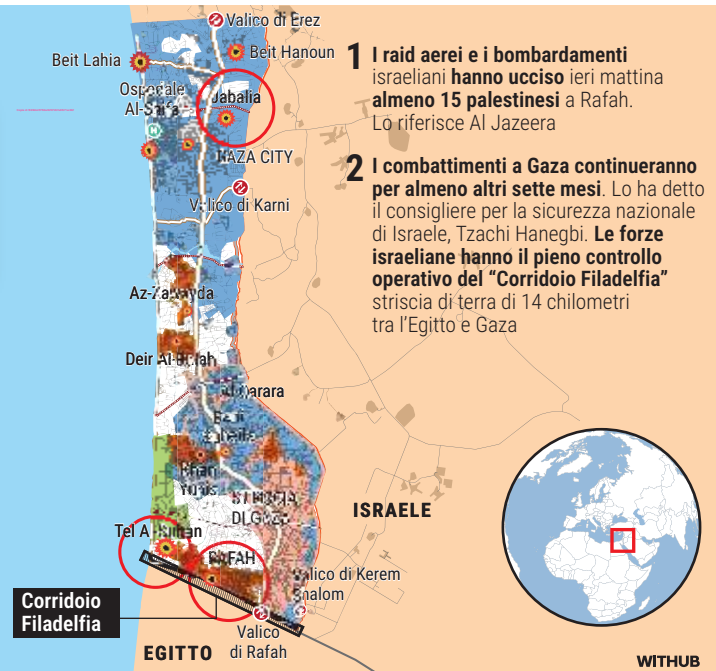 Valico di Erez
Beit Lahia
Beit Hanoun
Ospedale
Al-Shifa
Jabalia
GAZA CITY
Valico di Karni
Az-Zawayda
Deir Al-Balah
Al Qarara
Bani
Suheila
Khan
Yunis
STRISCIA
DI GAZA
Tel Al-Sultan
RAFAH
Valico di Kerem
Shalom
Corridoio
Filadelfia
Valico
di Rafah
EGITTO
ISRAELE
1 I raid aerei e i bombardamenti
israeliani hanno ucciso ieri mattina
almeno 15 palestinesi a Rafah.
Lo riferisce Al Jazeera
2 I combattimenti a Gaza continueranno
per almeno altri sette mesi. Lo ha detto
il consigliere per la sicurezza nazionale
di Israele, Tzachi Hanegbi. Le forze
israeliane hanno il pieno controllo
operativo del “Corridoio Filadelfia”
striscia di terra di 14 chilometri
tra l’Egitto e Gaza
WITHUB